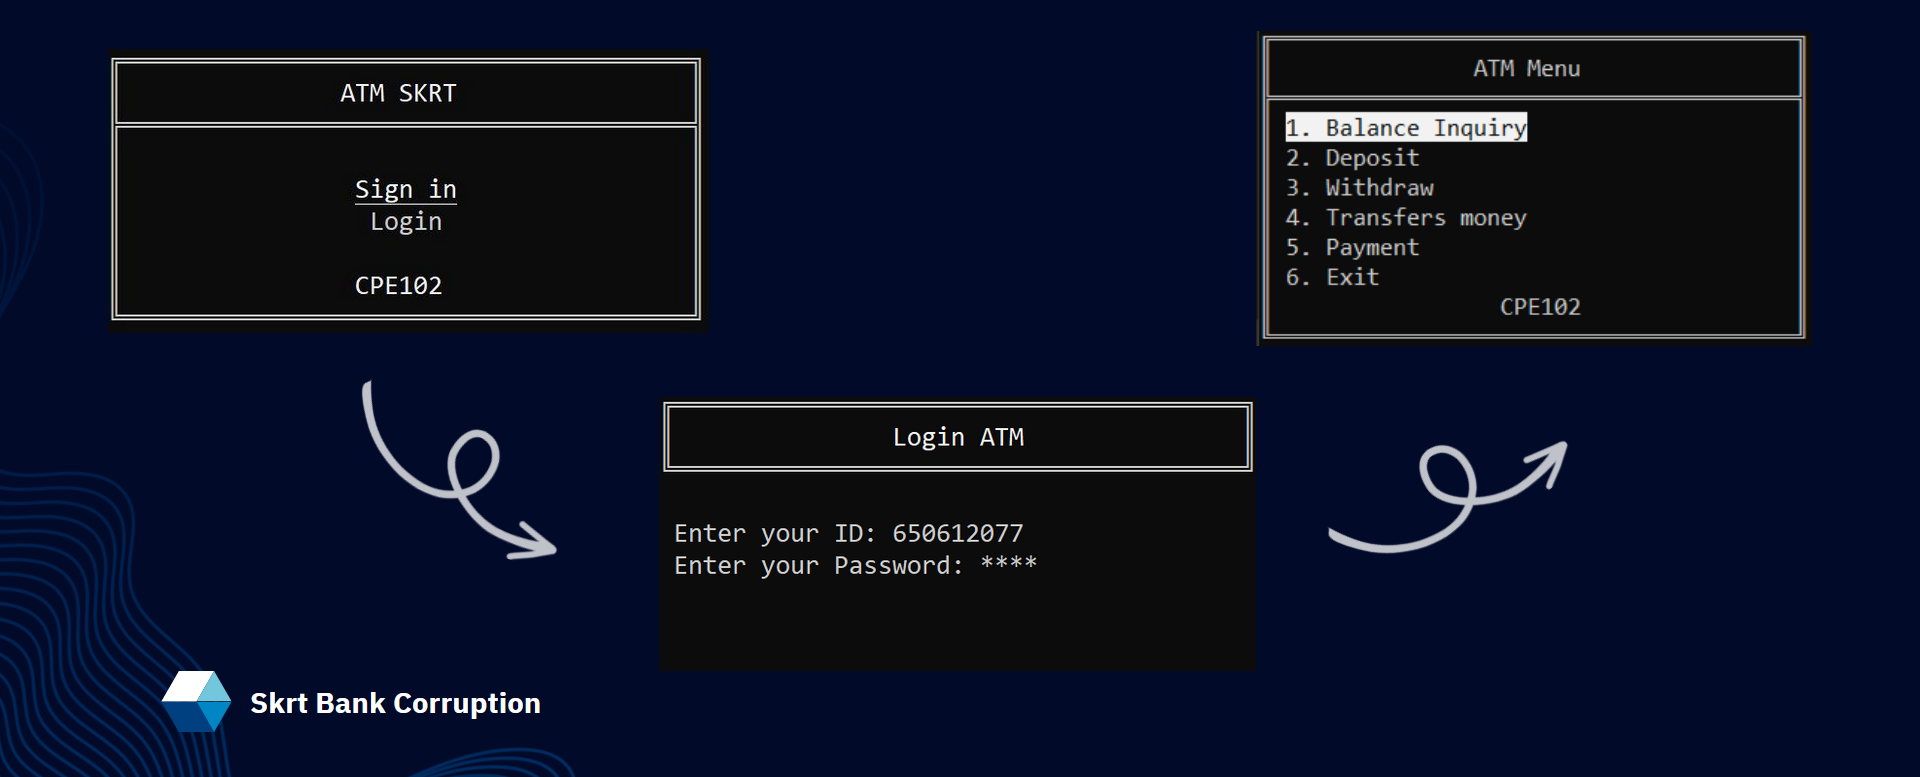 ATM SKRT
Sign in
Login
CPE102
Login ATM
Enter your ID: 650612077
Enter your Password: ****
ATM Menu
1. Balance Inquiry
2. Deposit
3. Withdraw
4. Transfers money
5. Payment
6. Exit
CPE102
Skrt Bank Corruption